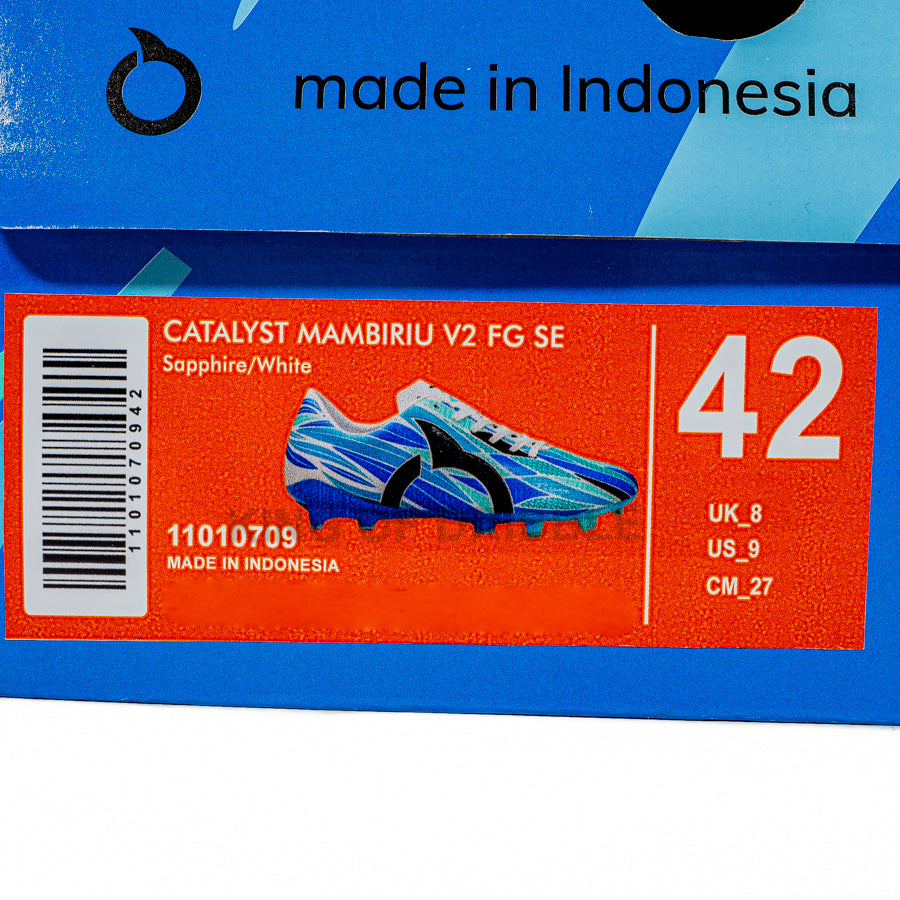 made in Indonesia
CATALYST MAMBIRIU V2 FG SE
Sapphire/White
1101070942
11010709
MADE IN INDONESIA
42
UK_8
US_9
CM_27